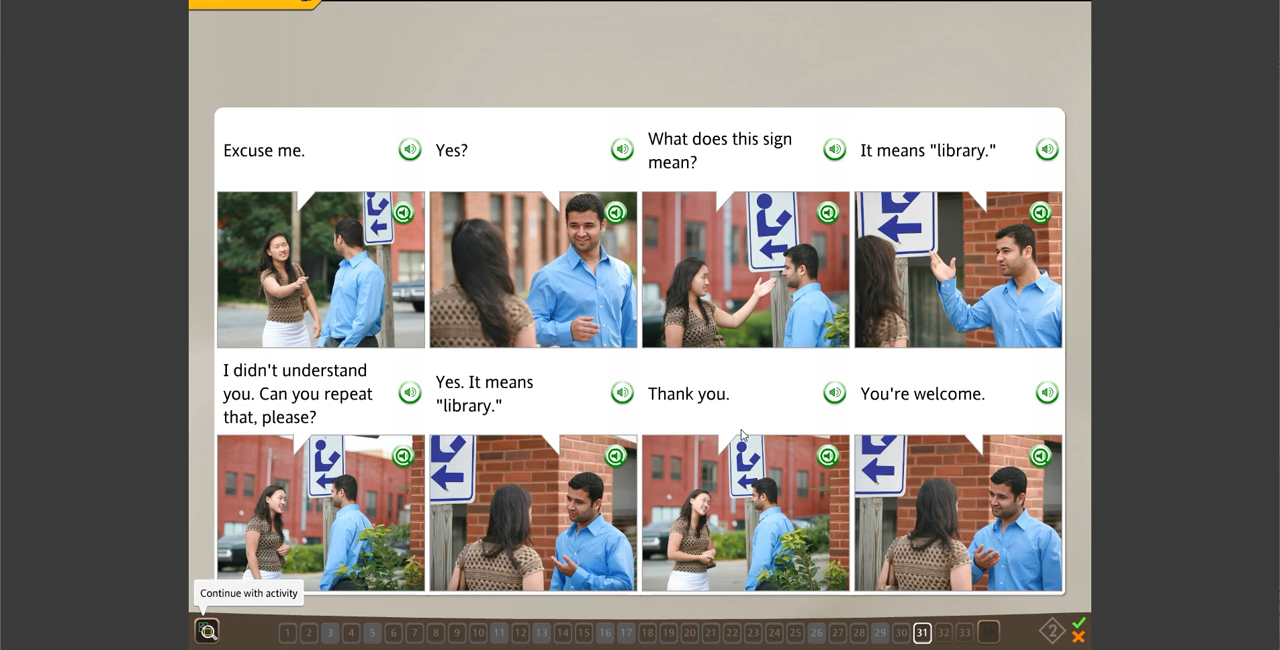 Excuse me.
Yes?
What does this sign
mean?
It means "library."
I didn't understand
you. Can you repeat
that, please?
Yes. It means
"library."
Thank you.
You're welcome.
Continue with activity
1 2 3 4 5 6 7 8 9 10 11 12 13 14 15 16 17 18 19 20 21 22 23 24 25 26 27 28 29 30 31 32 33
2